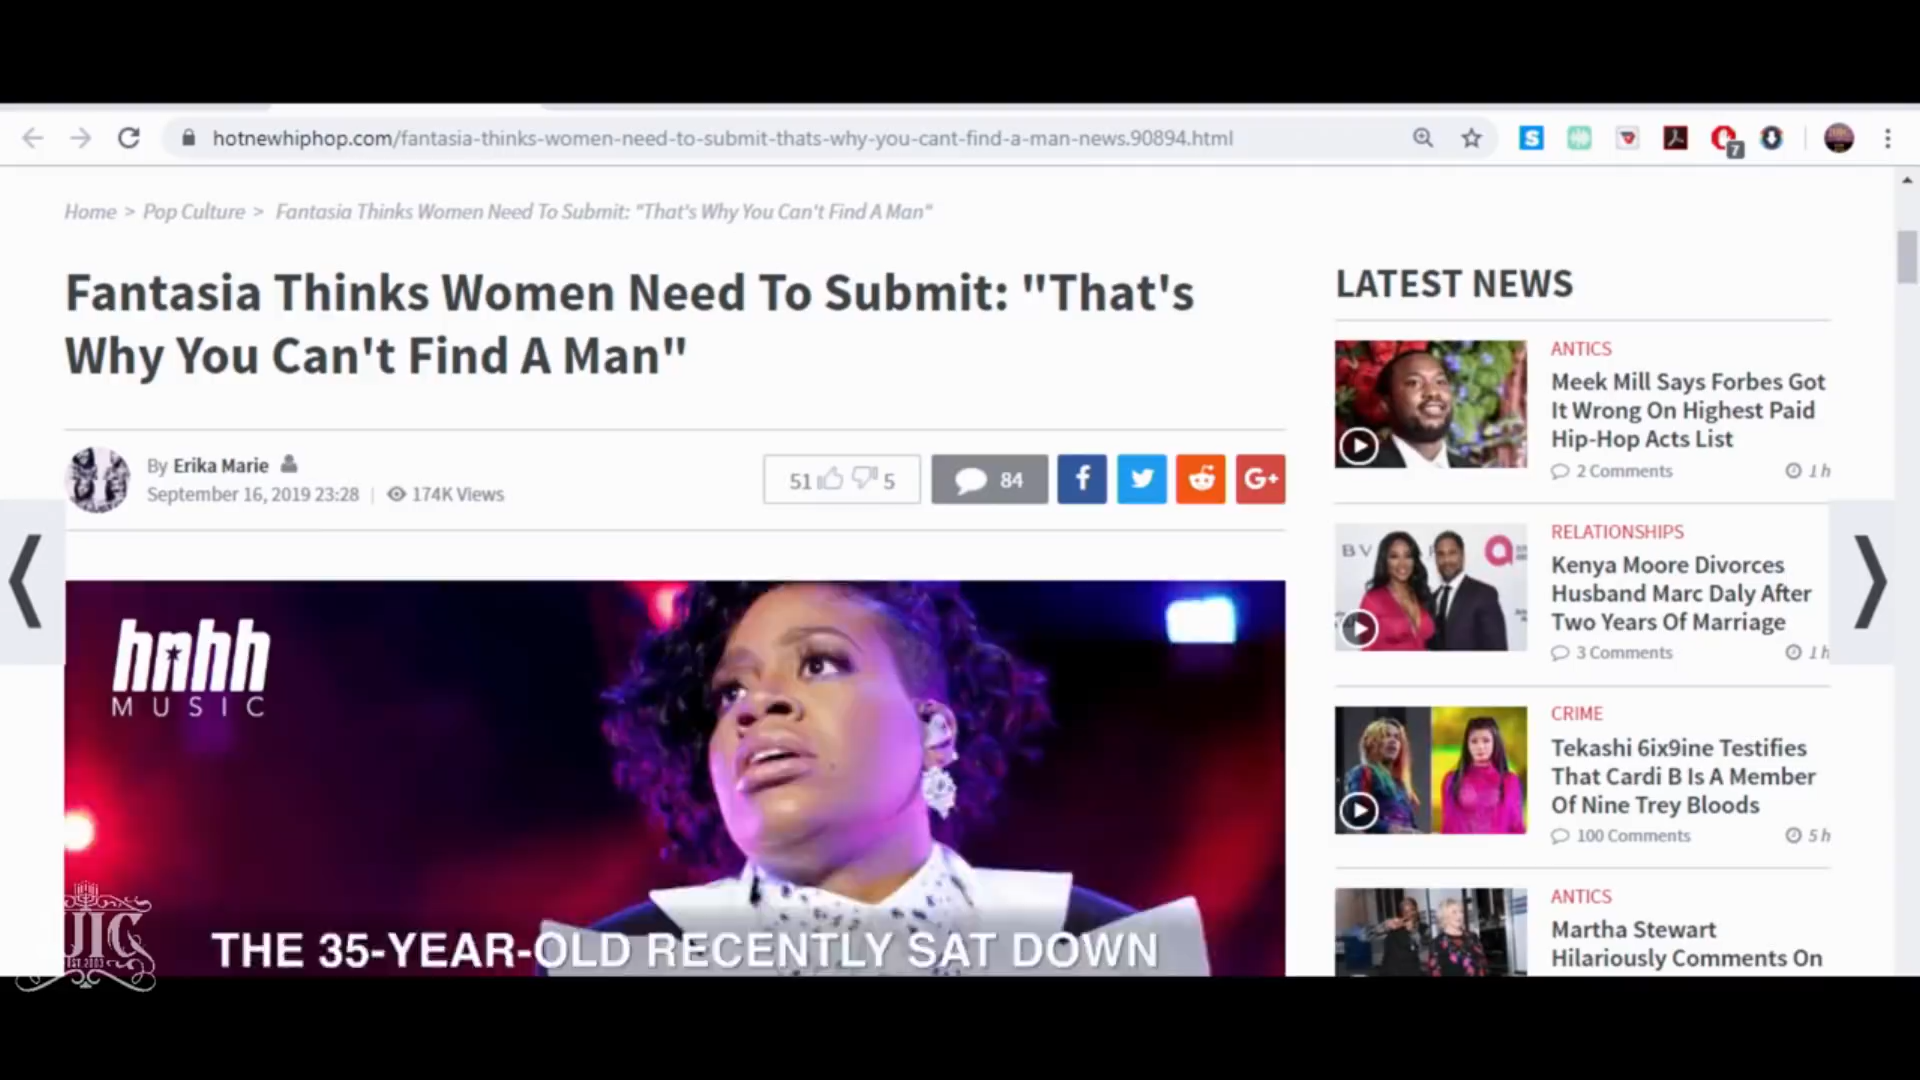 hotnewhiphop.com/fantasia-thinks-women-need-to-submit-thats-why-you-cant-find-a-man-news.90894.html
7
Home > Pop Culture > Fantasia Thinks Women Need To Submit: "That's Why You Can't Find A Man"
Fantasia Thinks Women Need To Submit: "That's
Why You Can't Find A Man"
By Erika Marie
September 16, 2019 23:28 | 174K Views
51 5
84
f
G+
hnhh
MUSIC
THE 35-YEAR-OLD RECENTLY SAT DOWN
IUIC
EST. 2003
LATEST NEWS
ANTICS
Meek Mill Says Forbes Got
It Wrong On Highest Paid
Hip-Hop Acts List
2 Comments 1 h
BV
RELATIONSHIPS
Kenya Moore Divorces
Husband Marc Daly After
Two Years Of Marriage
3 Comments 1 h
CRIME
Tekashi 6ix9ine Testifies
That Cardi B Is A Member
Of Nine Trey Bloods
100 Comments 5 h
ANTICS
Martha Stewart
Hilariously Comments On